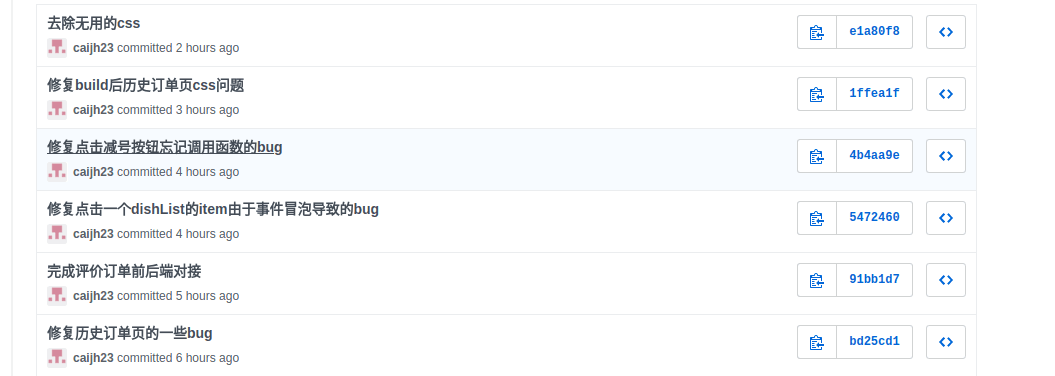 去除无用的css
caijh23 committed 2 hours ago
e1a80f8
修复build后历史订单页css问题
caijh23 committed 3 hours ago
1ffea1f
修复点击减号按钮忘记调用函数的bug
caijh23 committed 4 hours ago
4b4aa9e
修复点击一个dishList的item由于事件冒泡导致的bug
caijh23 committed 4 hours ago
5472460
完成评价订单前后端对接
caijh23 committed 5 hours ago
91bb1d7
修复历史订单页的一些bug
caijh23 committed 6 hours ago
bd25cd1